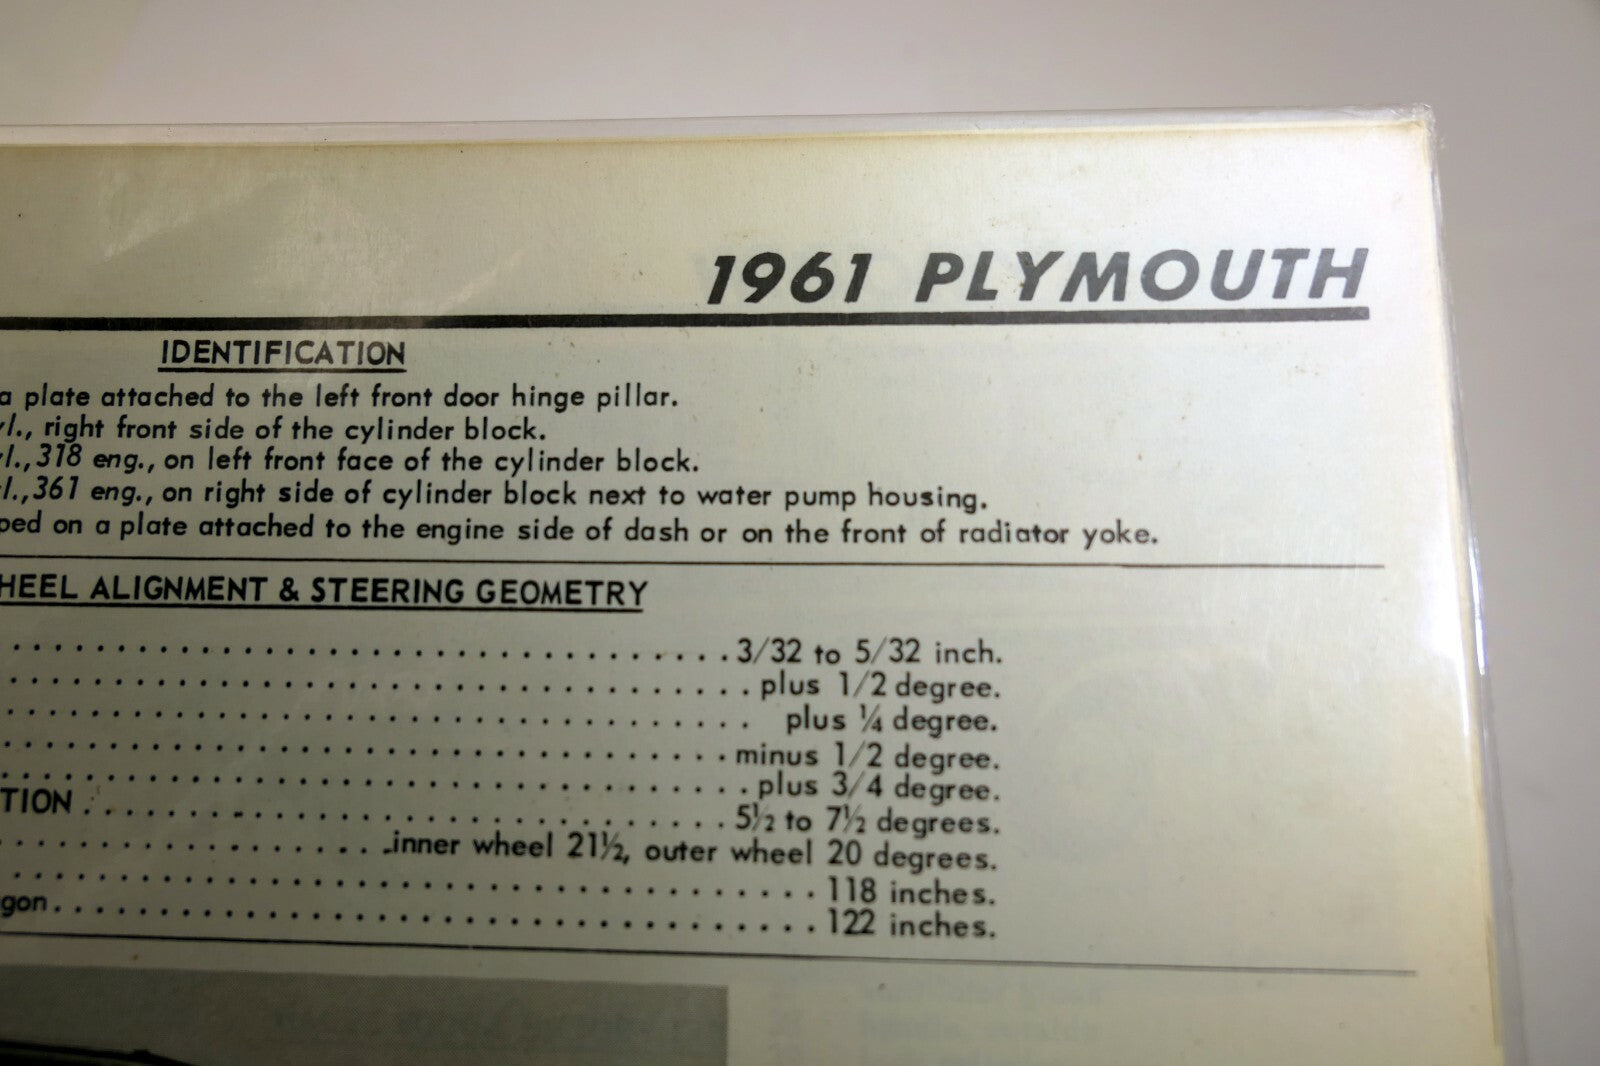 1961 PLYMOUTH
IDENTIFICATION
a plate attached to the left front door hinge pillar.
yl., right front side of the cylinder block.
l., 318 eng., on left front face of the cylinder block.
l., 361 eng., on right side of cylinder block next to water pump housing.
ped on a plate attached to the engine side of dash or on the front of radiator yoke.
HEEL ALIGNMENT & STEERING GEOMETRY
3/32 to 5/32 inch.
plus 1/2 degree.
plus ¼ degree.
minus 1/2 degree.
plus 3/4 degree.
TION 5½ to 7½ degrees.
inner wheel 21½, outer wheel 20 degrees.
118 inches.
gon 122 inches.